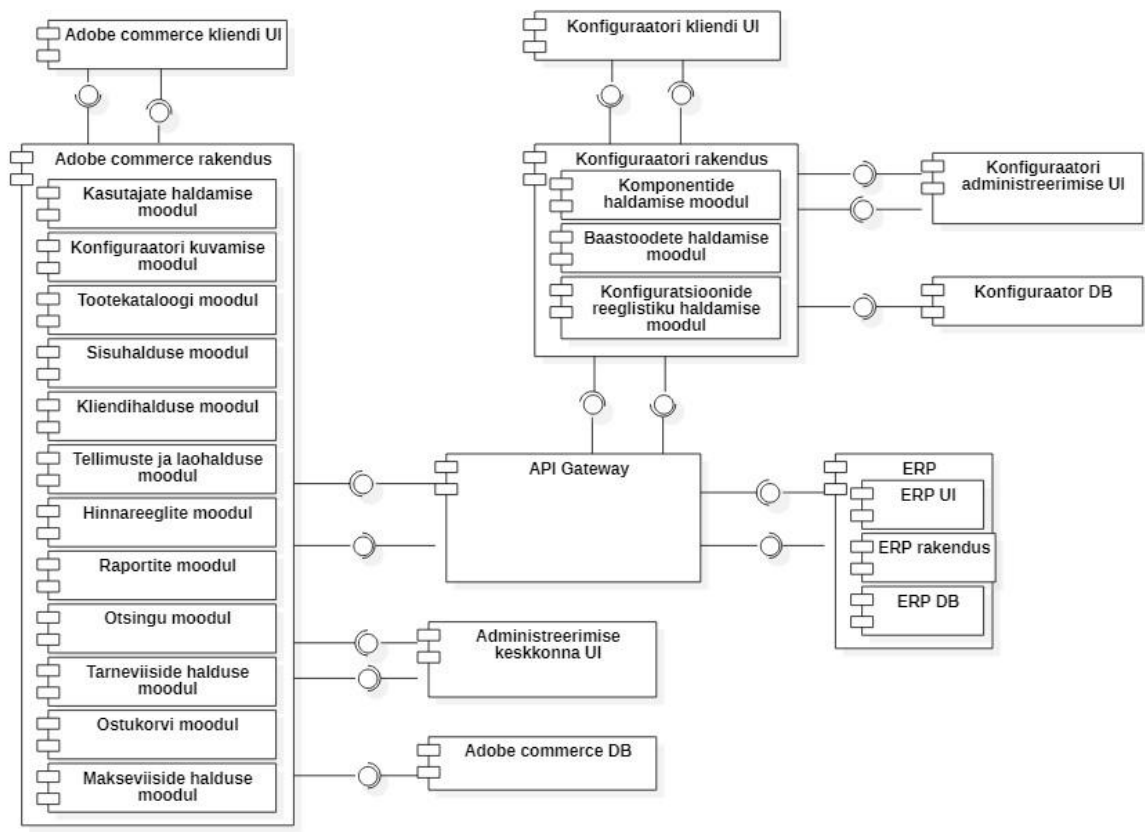 Adobe commerce kliendi UI
Konfiguraatori kliendi UI
Adobe commerce rakendus
Kasutajate haldamise
moodul
Konfiguraatori kuvamise
moodul
Tootekataloogi moodul
Sisuhalduse moodul
Kliendihalduse moodul
Tellimuste ja laohalduse
moodul
Hinnareeglite moodul
Raportite moodul
Otsingu moodul
Tarneviiside halduse
moodul
Ostukorvi moodul
Makseviiside halduse
moodul
Konfiguraatori rakendus
Komponentide
haldamise moodul
Baastoodete haldamise
moodul
Konfiguratsioonide
reeglistiku haldamise
moodul
Konfiguraatori
administreerimise UI
Konfiguraator DB
API Gateway
ERP
ERP UI
ERP rakendus
ERP DB
Administreerimise
keskkonna UI
Adobe commerce DB